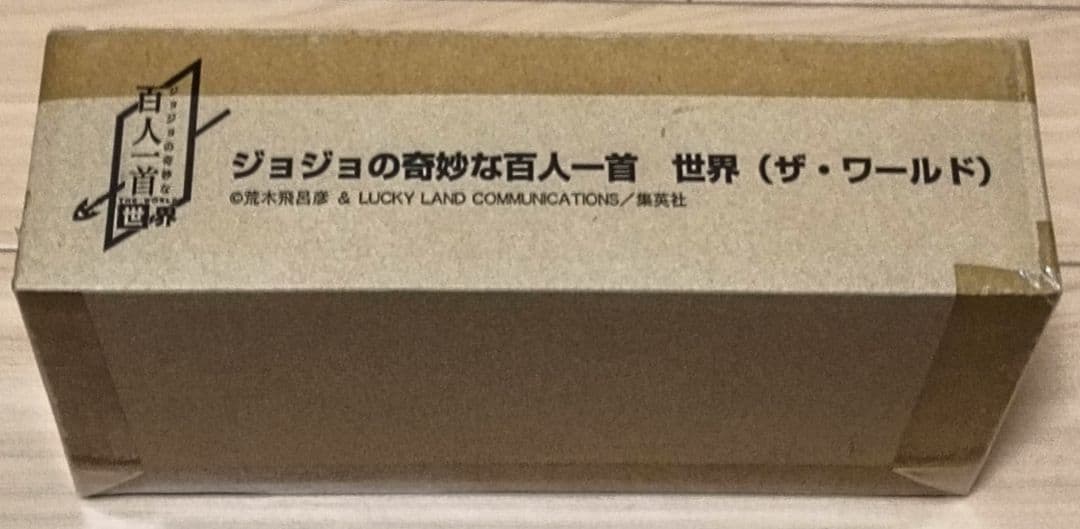 ジョジョの奇妙な
百人一首
THE WORLD
世界
ジョジョの奇妙な百人一首　世界（ザ・ワールド）
©荒木飛呂彦 & LUCKY LAND COMMUNICATIONS／集英社